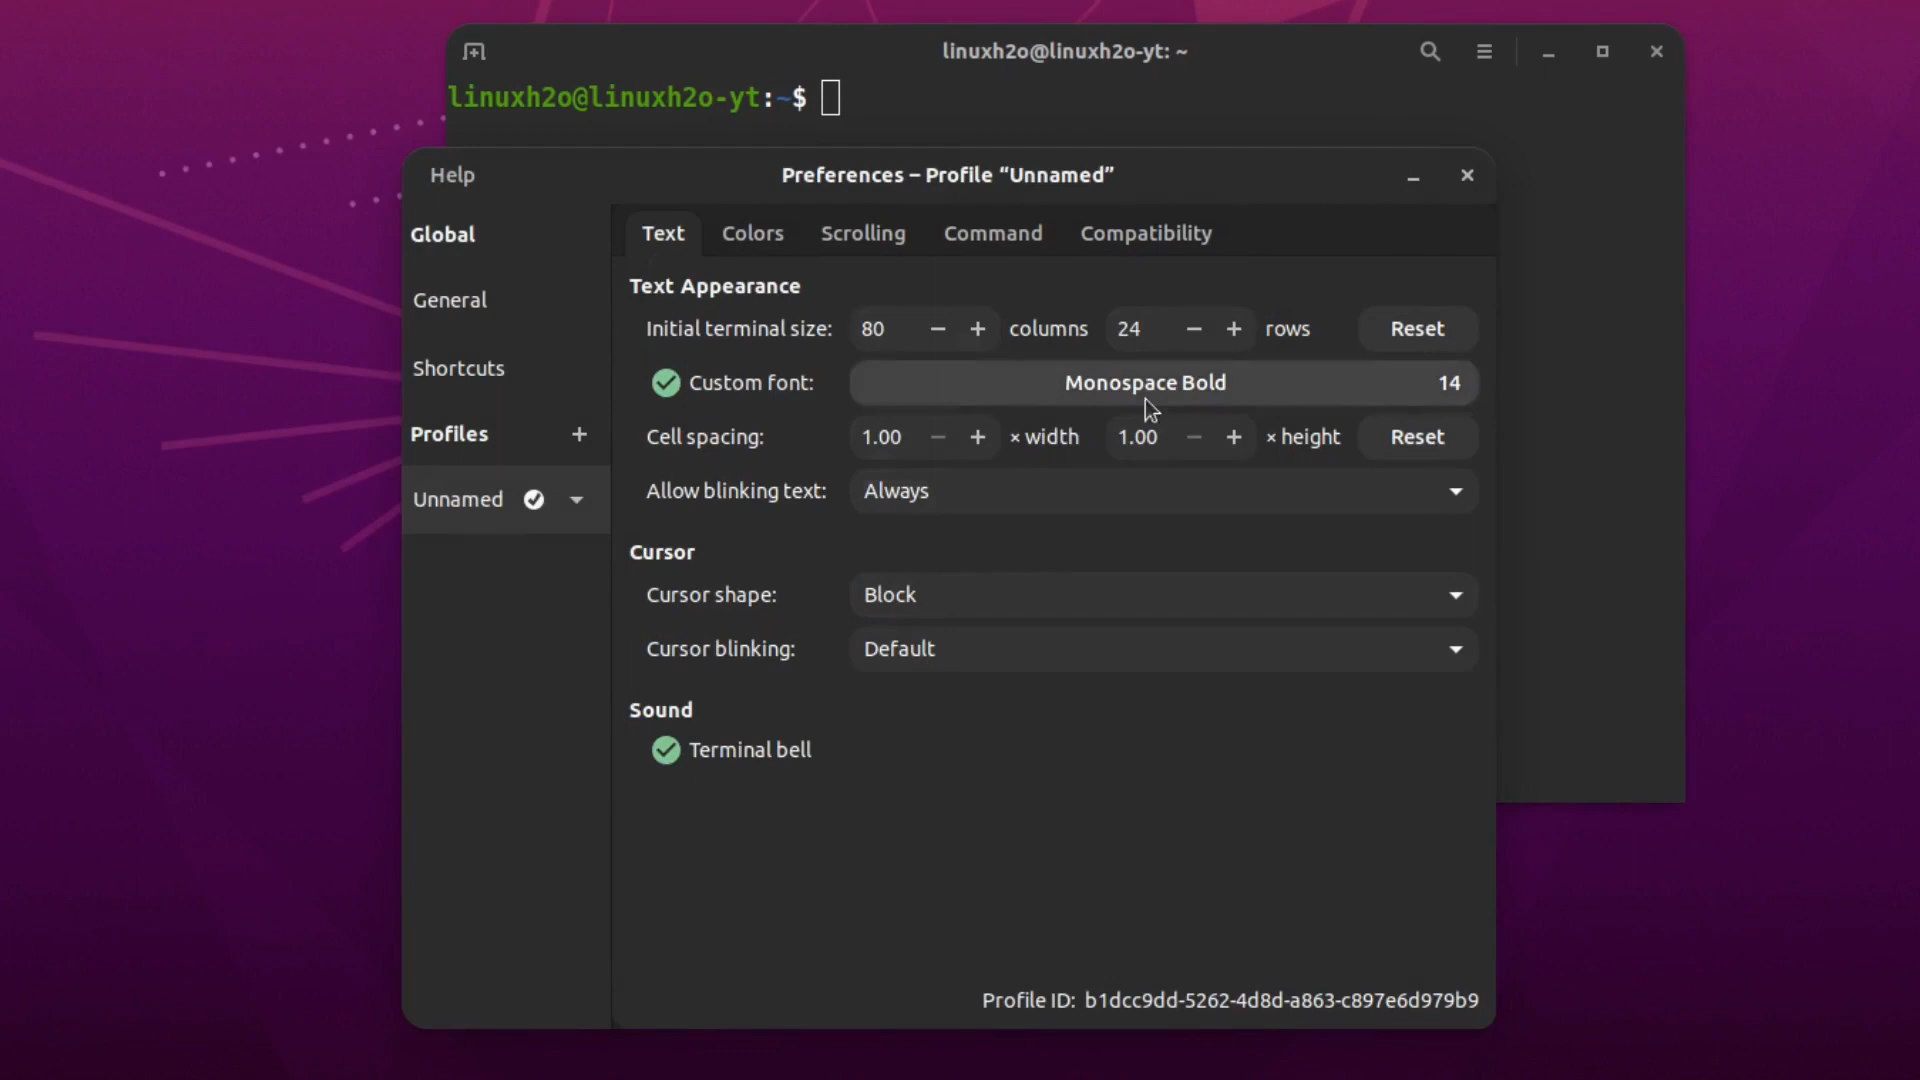 linuxh2o@linuxh2o-yt: ~
linuxh2o@linuxh2o-yt:~$
Help
Preferences – Profile “Unnamed”
Global
General
Shortcuts
Profiles +
Unnamed
Text Colors Scrolling Command Compatibility
Text Appearance
Initial terminal size: 80 − + columns 24 − + rows Reset
Custom font: Monospace Bold 14
Cell spacing: 1.00 − + × width 1.00 − + × height Reset
Allow blinking text: Always
Cursor
Cursor shape: Block
Cursor blinking: Default
Sound
Terminal bell
Profile ID: b1dcc9dd-5262-4d8d-a863-c897e6d979b9